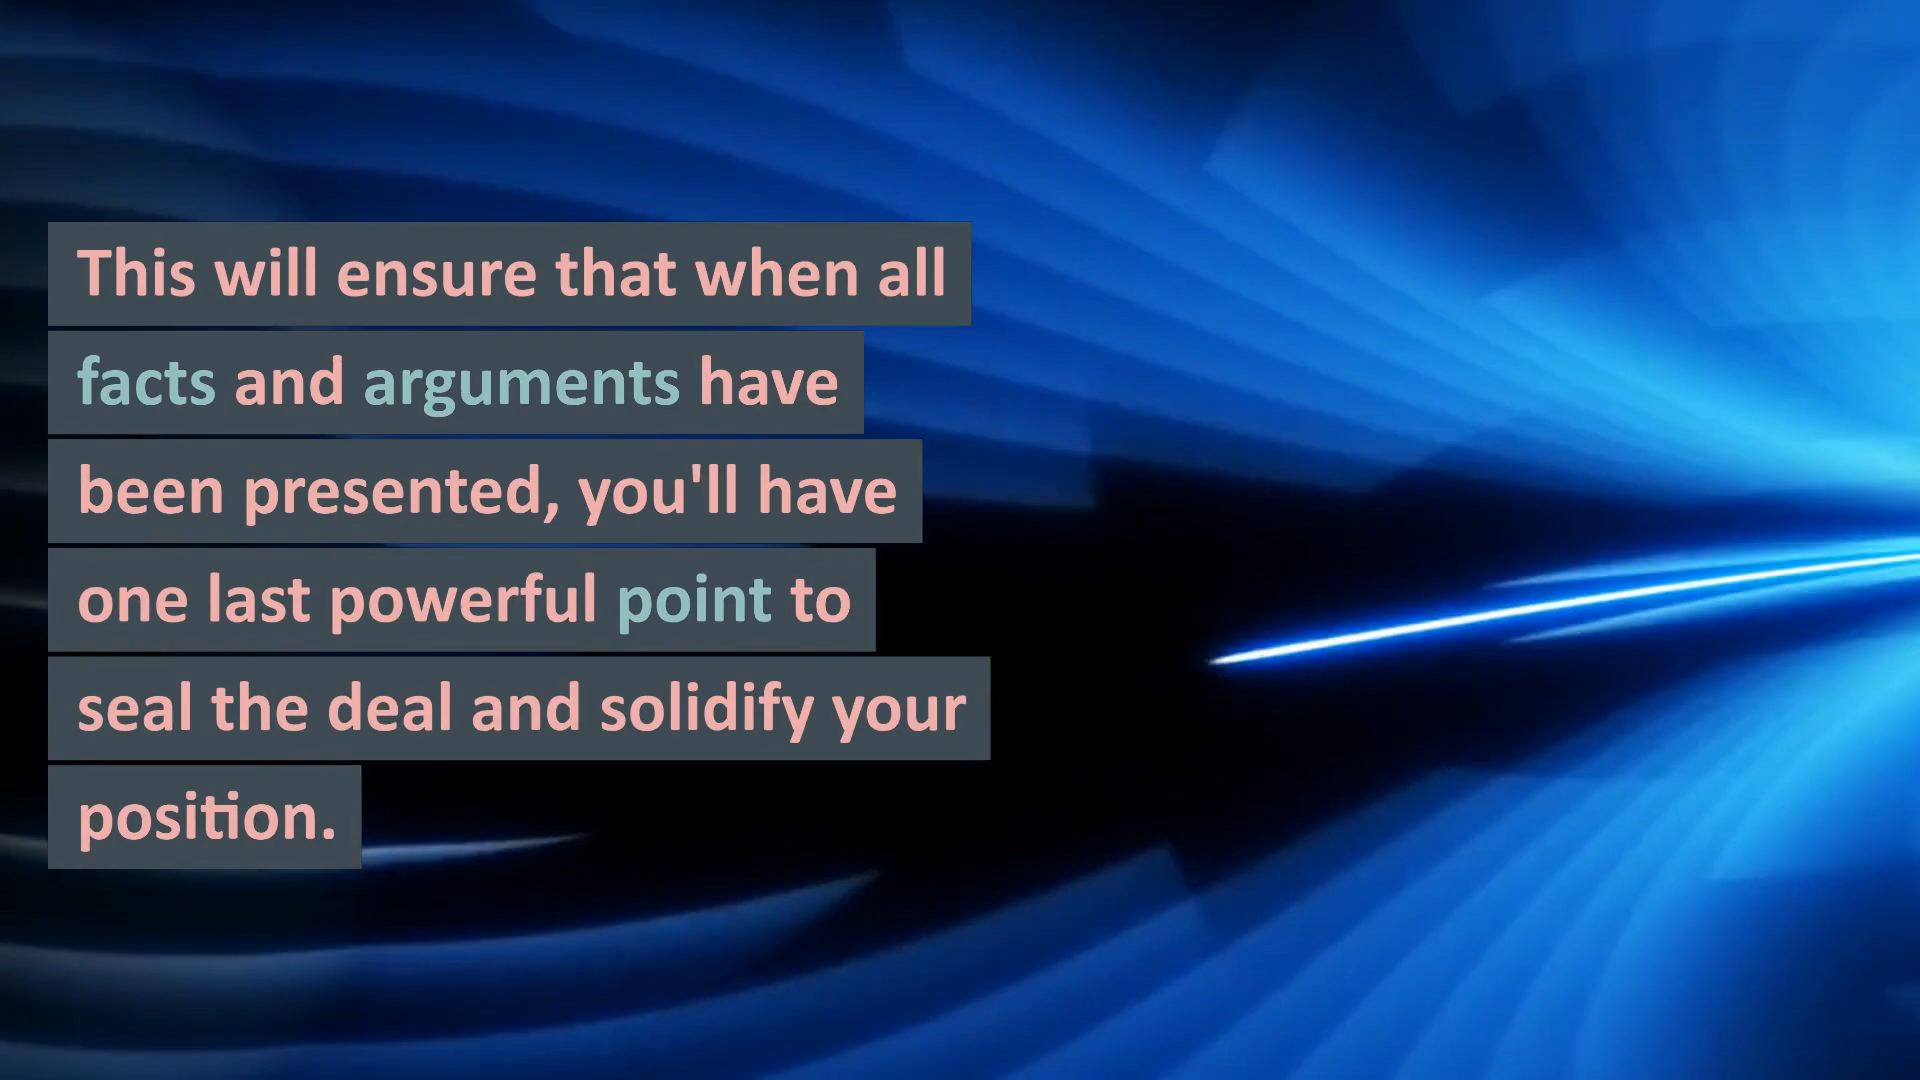 This will ensure that when all
facts and arguments have
been presented, you'll have
one last powerful point to
seal the deal and solidify your
position.